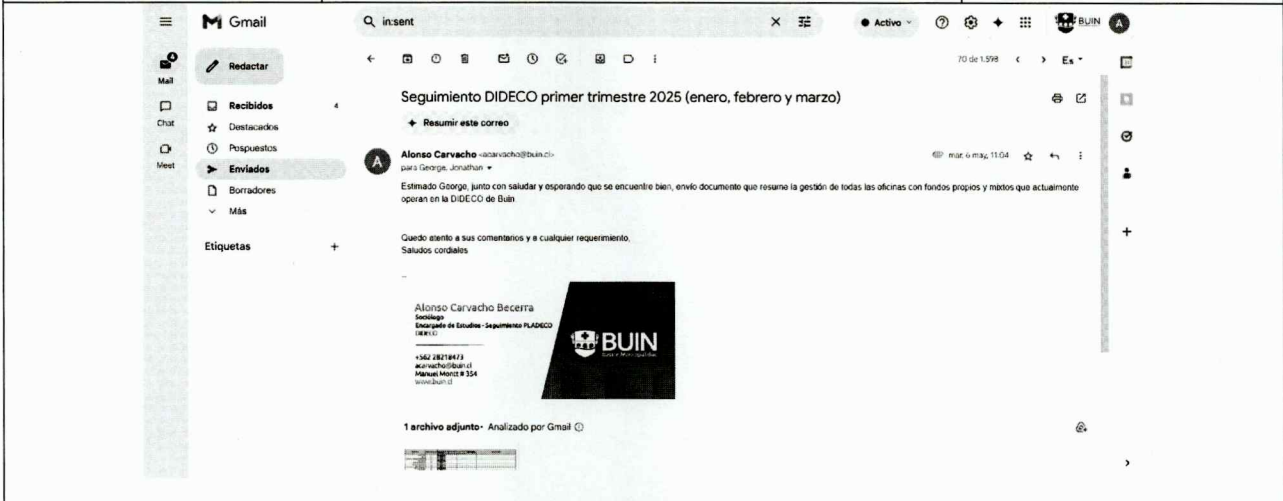 Gmail
in:sent
Activo
BUIN
A
4
Mail
Redactar
70 de 1.598
Es
Recibidos 4
Chat
Destacados
Pospuestos
Meet
Enviados
Borradores
Más
Etiquetas
Seguimiento DIDECO primer trimestre 2025 (enero, febrero y marzo)
Resumir este correo
A
Alonso Carvacho <acarvacho@buin.cl>
mar, 6 may, 11:04
para George, Jonathan
Estimado George, junto con saludar y esperando que se encuentre bien, envío documento que resume la gestión de todas las oficinas con fondos propios y mixtos que actualmente
operan en la DIDECO de Buin
Quedo atento a sus comentarios y a cualquier requerimiento,
Saludos cordiales
--
Alonso Carvacho Becerra
Sociólogo
Encargado de Estudios - Seguimiento PLADECO
DIDECO
+562 28218473
acarvacho@buin.cl
Manuel Montt # 354
www.buin.cl
BUIN
1 archivo adjunto • Analizado por Gmail